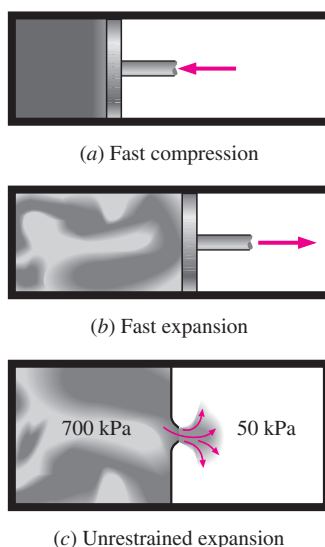 (a) Fast compression
(b) Fast expansion
700 kPa 50 kPa
(c) Unrestrained expansion